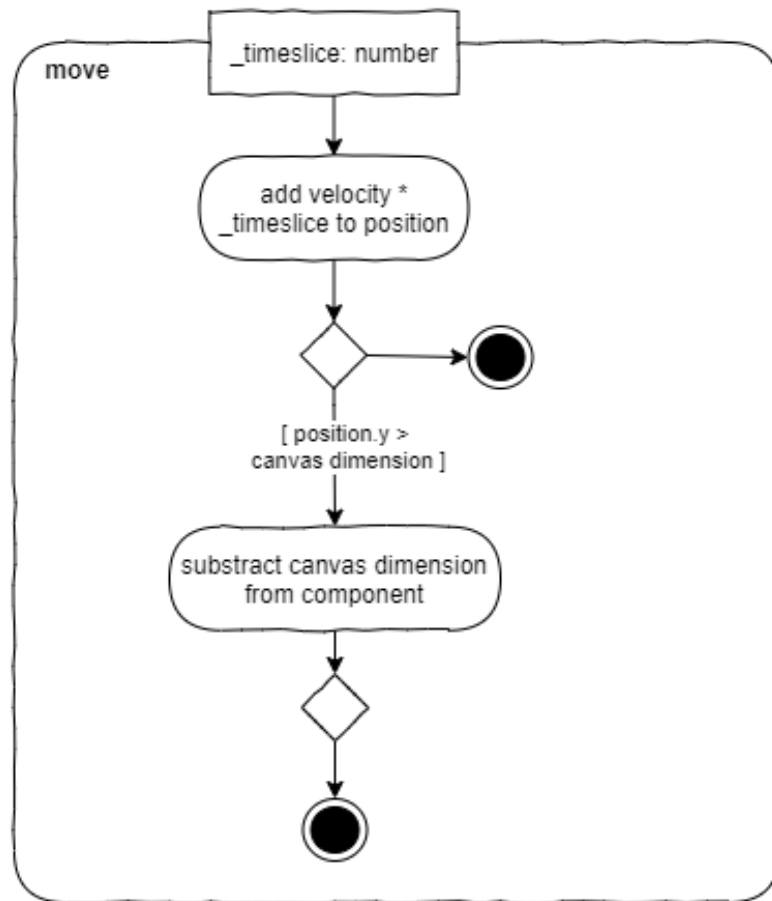 _timeslice: number
move
add velocity *
_timeslice to position
[ position.y >
canvas dimension ]
substract canvas dimension
from component